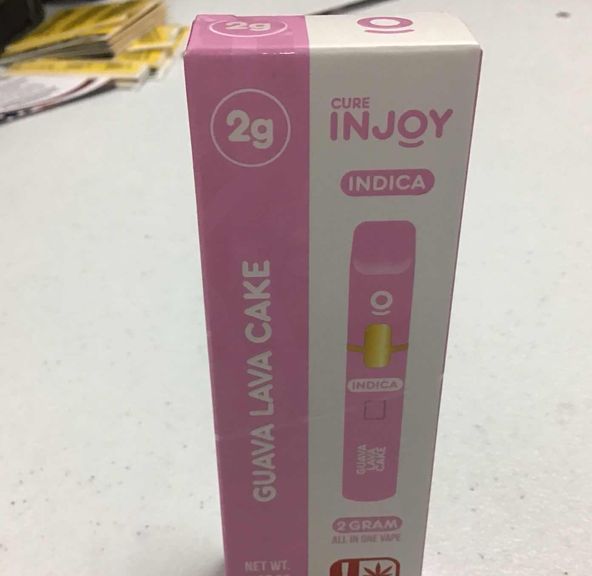 2g
2g
GUAVA LAVA CAKE
NET WT.
CURE
INJOY
INDICA
INDICA
GUAVA
LAVA
CAKE
2 GRAM
ALL IN ONE VAPE
!